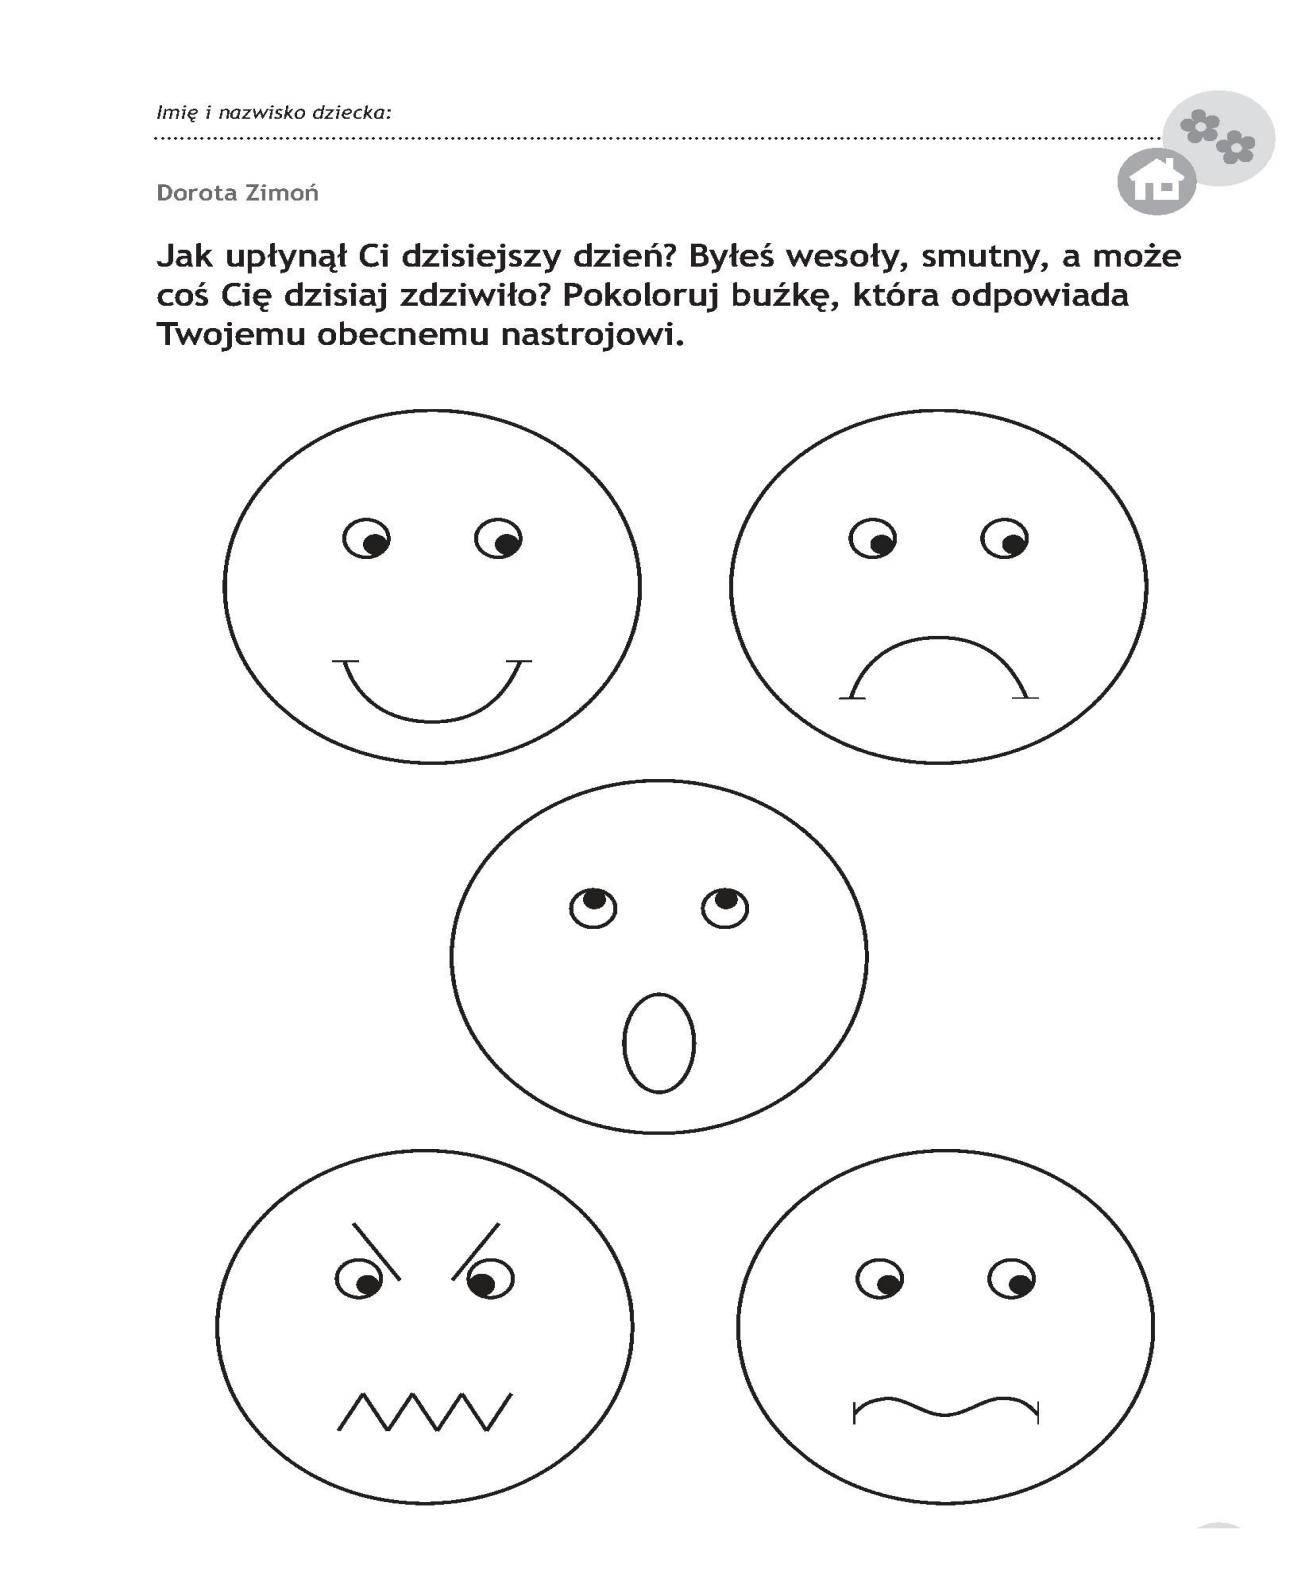 Imię i nazwisko dziecka:
Dorota Zimoń
Jak upłynął Ci dzisiejszy dzień? Byłeś wesoły, smutny, a może
coś Cię dzisiaj zdziwiło? Pokoloruj buźkę, która odpowiada
Twojemu obecnemu nastrojowi.